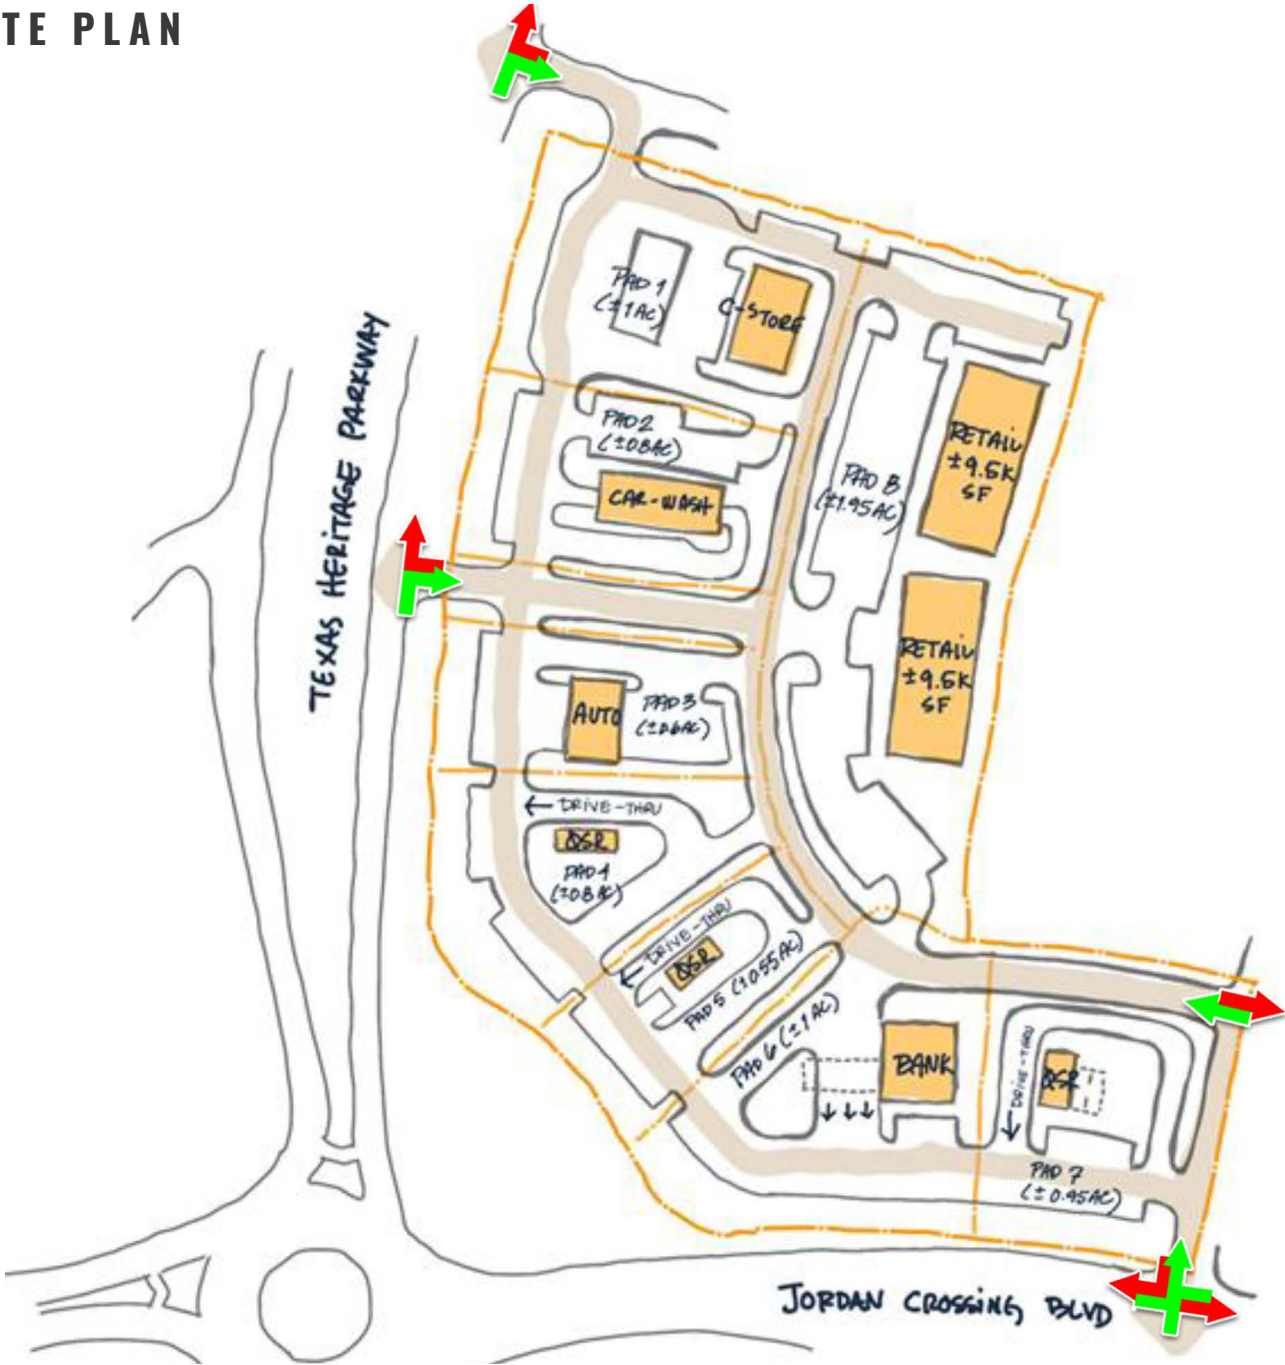 TE PLAN
PAD 1
(±1AC)
C-STORE
TEXAS HERITAGE PARKWAY
PAD 2
(±0.8AC)
CAR-WASH
PAD 8
(±1.95AC)
RETAIL
±9.5K
SF
RETAIL
±9.5K
SF
AUTO
PAD 3
← DRIVE-THRU
QSR
PAD 4
(±0.8AC)
DRIVE-THRU
QSR
PAD 5 (±0.55AC)
PAD 6 (±1AC)
BANK
DRIVE-THRU
QSR
PAD 7
(±0.95AC)
JORDAN CROSSING BLVD